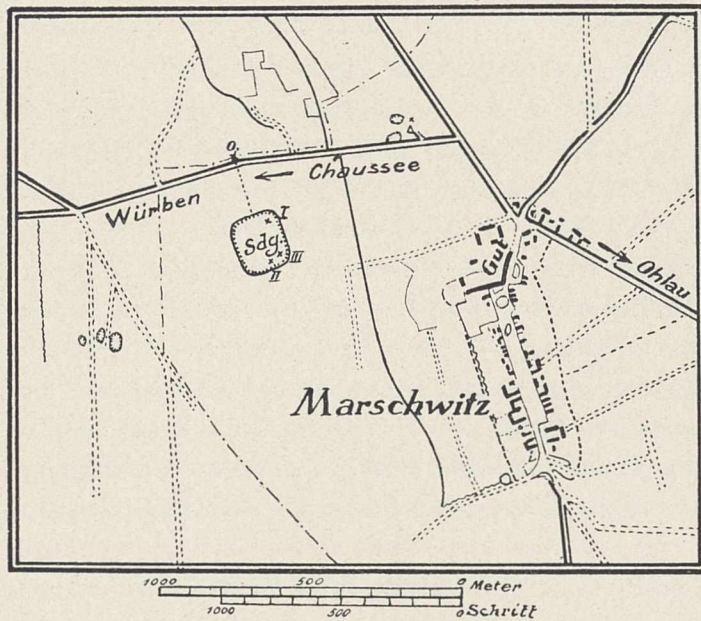 o.
Chaussee
←
Würben
I
Sdg
III
II
Gut
Ohlau
Marschwitz
1000 500 0 Meter
1000 500 0 Schritt